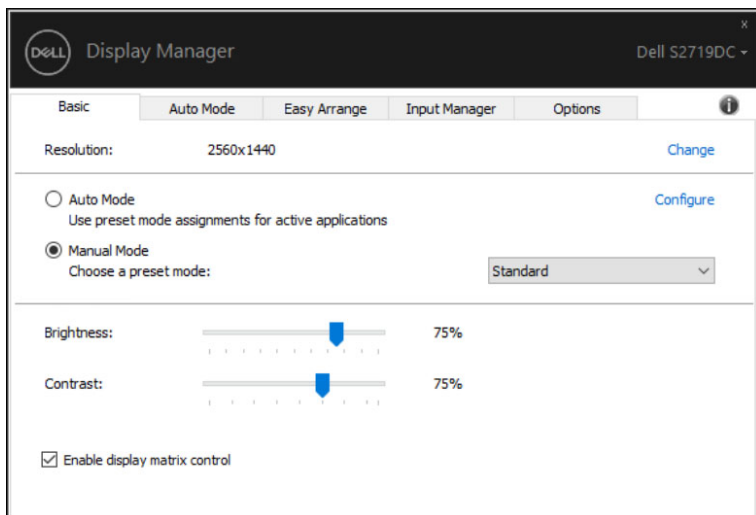 x
DELL Display Manager Dell S2719DC
Basic Auto Mode Easy Arrange Input Manager Options i
Resolution: 2560x1440 Change
Auto Mode Configure
Use preset mode assignments for active applications
Manual Mode
Choose a preset mode: Standard
Brightness: 75%
Contrast: 75%
Enable display matrix control